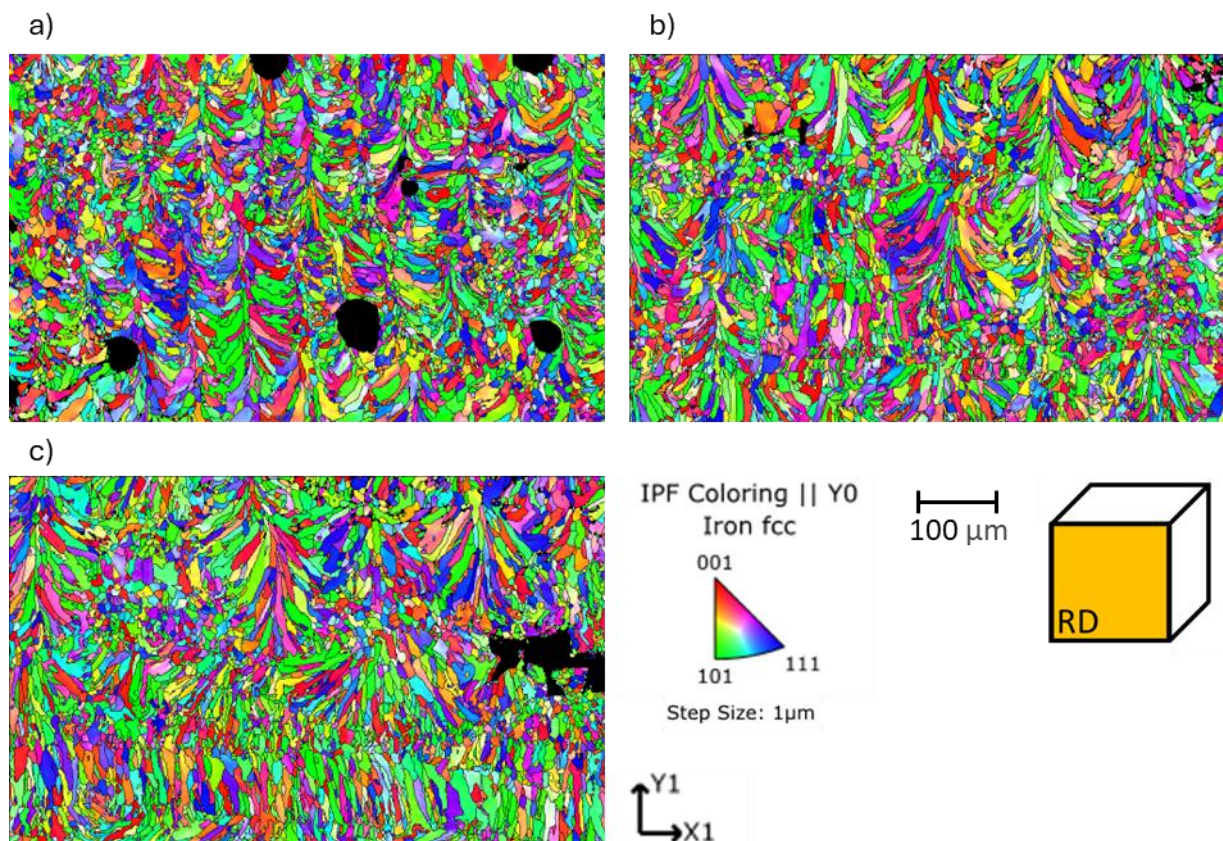 a)
b)
c)
IPF Coloring || Y0
Iron fcc
001
101
111
Step Size: 1µm
100 µm
RD
Y1
X1